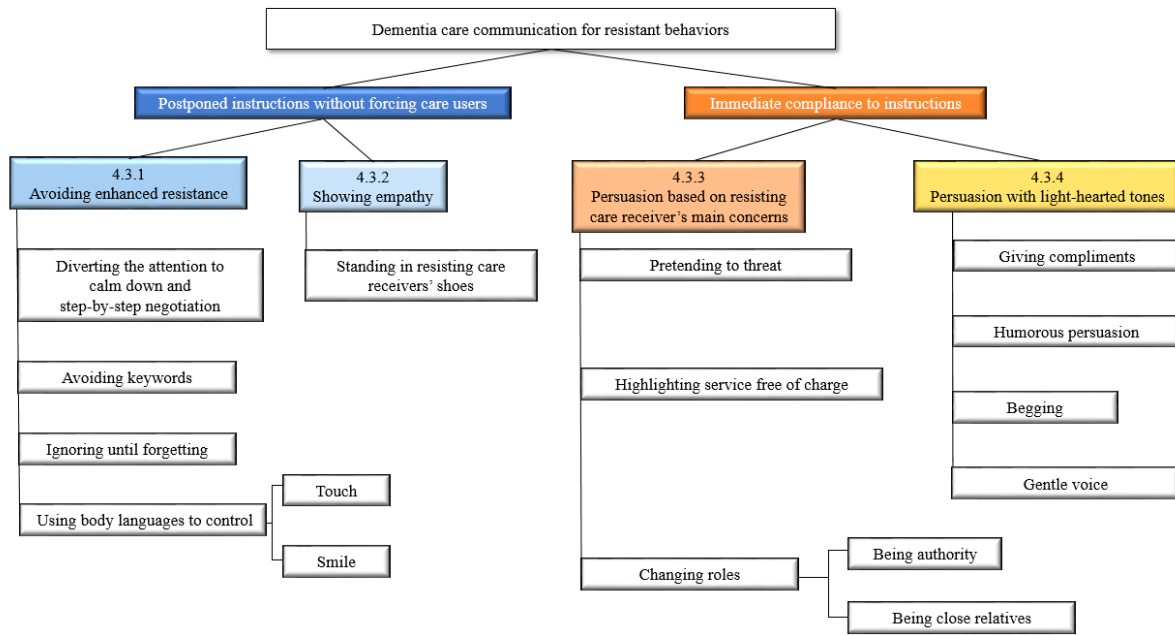 Dementia care communication for resistant behaviors
Postponed instructions without forcing care users
Immediate compliance to instructions
4.3.1
Avoiding enhanced resistance
4.3.2
Showing empathy
4.3.3
Persuasion based on resisting
care receiver's main concerns
4.3.4
Persuasion with light-hearted tones
Diverting the attention to
calm down and
step-by-step negotiation
Avoiding keywords
Ignoring until forgetting
Using body languages to control
Touch
Smile
Standing in resisting care
receivers' shoes
Pretending to threat
Highlighting service free of charge
Changing roles
Being authority
Being close relatives
Giving compliments
Humorous persuasion
Begging
Gentle voice